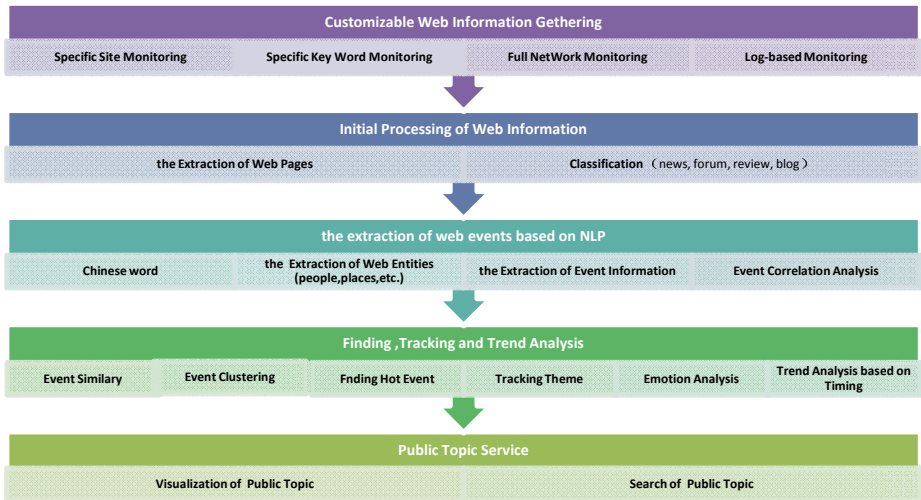 Customizable Web Information Gethering
Specific Site Monitoring
Specific Key Word Monitoring
Full NetWork Monitoring
Log-based Monitoring
Initial Processing of Web Information
the Extraction of Web Pages
Classification（news, forum, review, blog）
the extraction of web events based on NLP
Chinese word
the Extraction of Web Entities
(people,places,etc.)
the Extraction of Event Information
Event Correlation Analysis
Finding ,Tracking and Trend Analysis
Event Similary
Event Clustering
Fnding Hot Event
Tracking Theme
Emotion Analysis
Trend Analysis based on
Timing
Public Topic Service
Visualization of Public Topic
Search of Public Topic